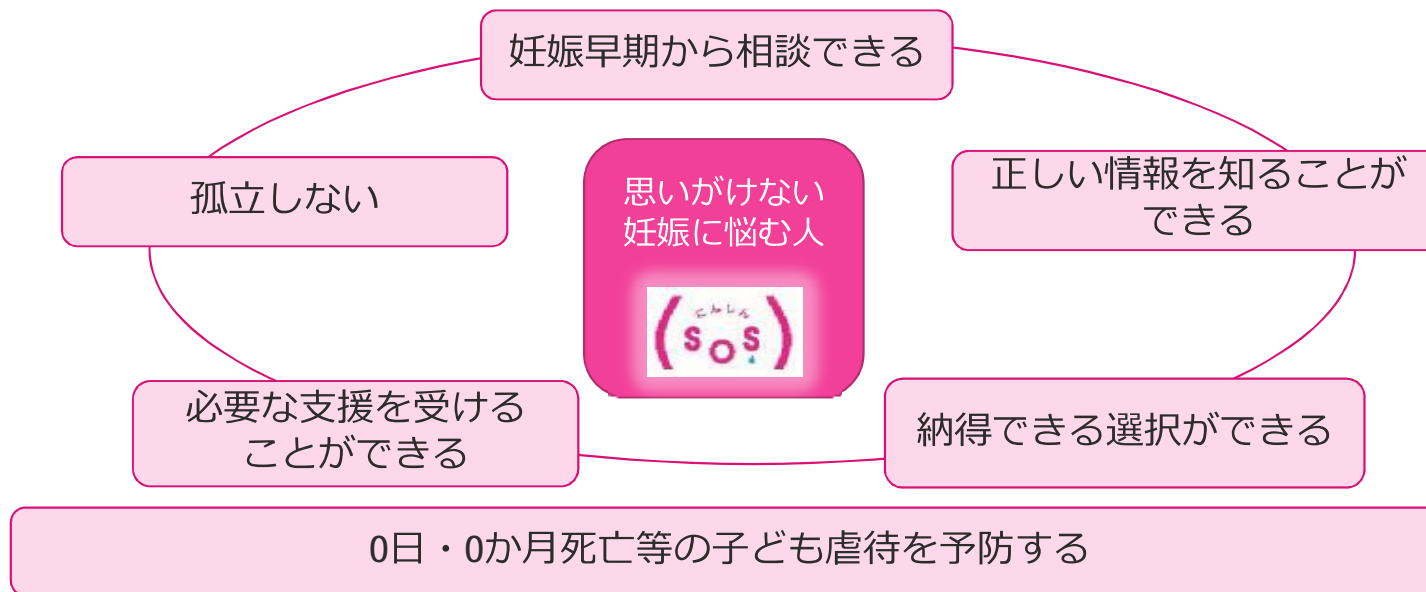 妊娠早期から相談できる
孤立しない
思いがけない
妊娠に悩む人
にんしん
SOS
正しい情報を知ることが
できる
必要な支援を受ける
ことができる
納得できる選択ができる
0日・0か月死亡等の子ども虐待を予防する